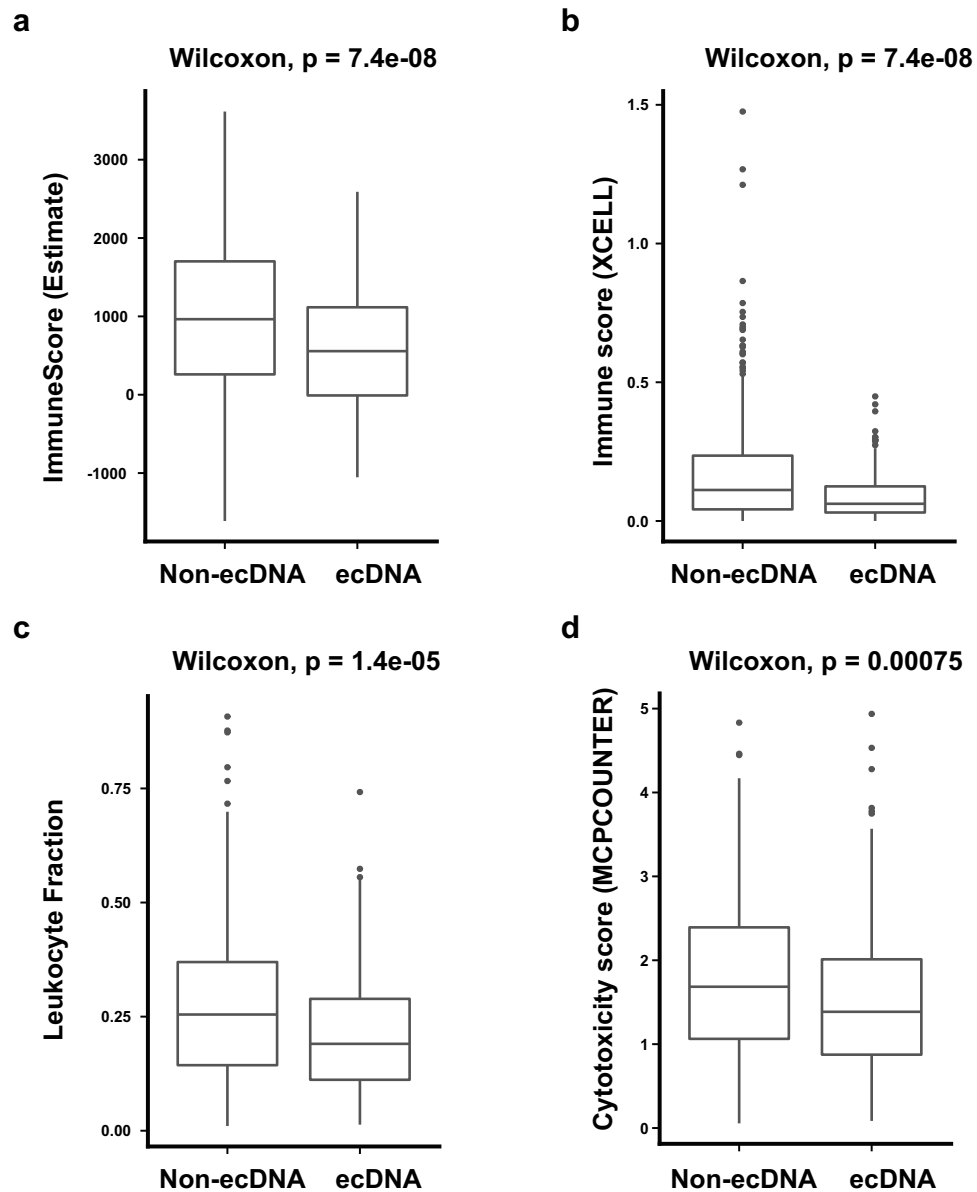 a
Wilcoxon, p = 7.4e-08
ImmuneScore (Estimate)
3000
2000
1000
0
-1000
Non-ecDNA
ecDNA
b
Wilcoxon, p = 7.4e-08
Immune score (XCELL)
1.5
1.0
0.5
0.0
Non-ecDNA
ecDNA
c
Wilcoxon, p = 1.4e-05
Leukocyte Fraction
0.75
0.50
0.25
0.00
Non-ecDNA
ecDNA
d
Wilcoxon, p = 0.00075
Cytotoxicity score (MCPCOUNTER)
5
4
3
2
1
0
Non-ecDNA
ecDNA